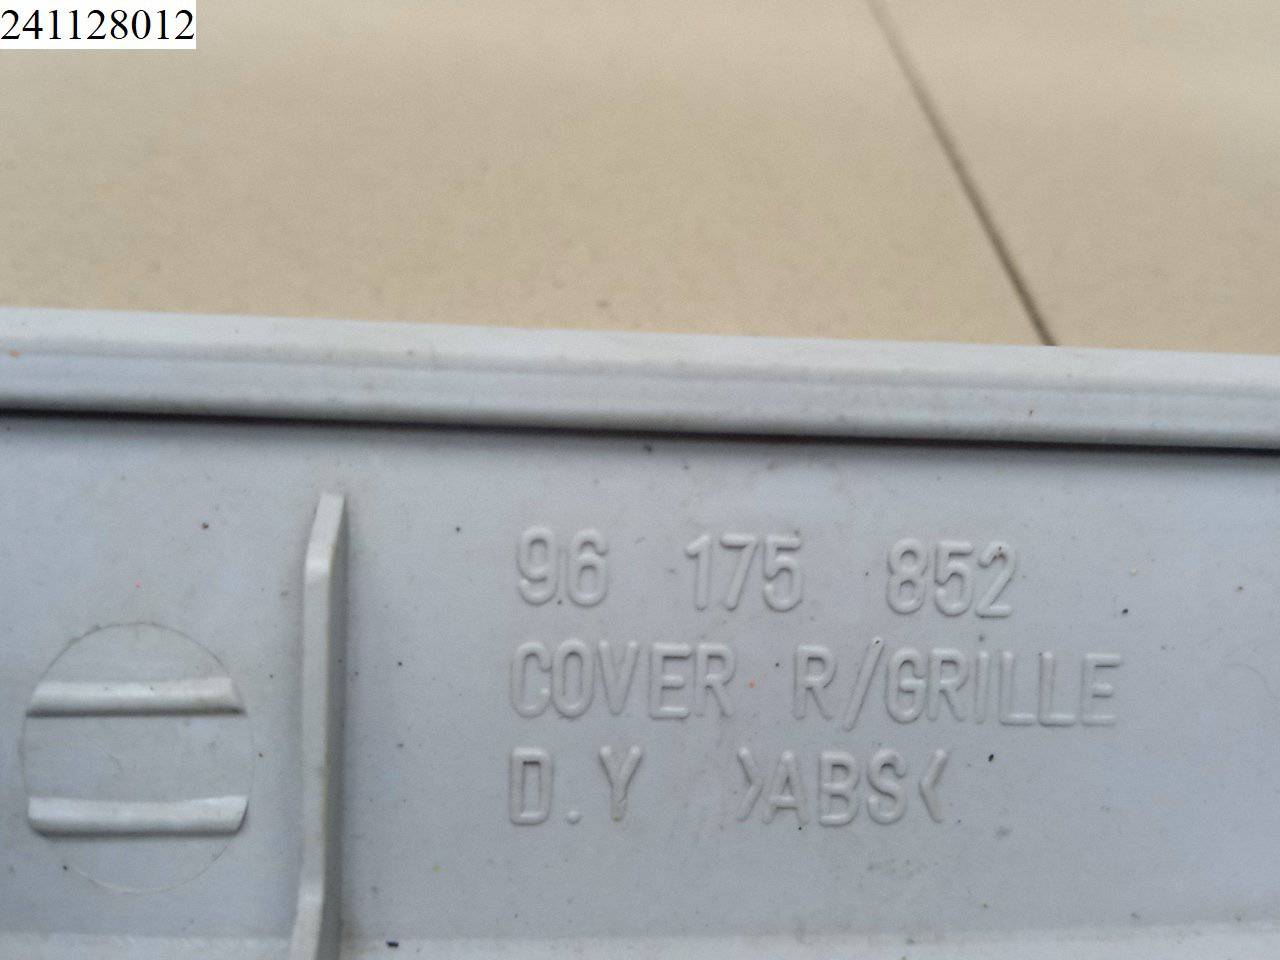 241128012
96 175 852
COVER R/GRILLE
D.Y >ABS<